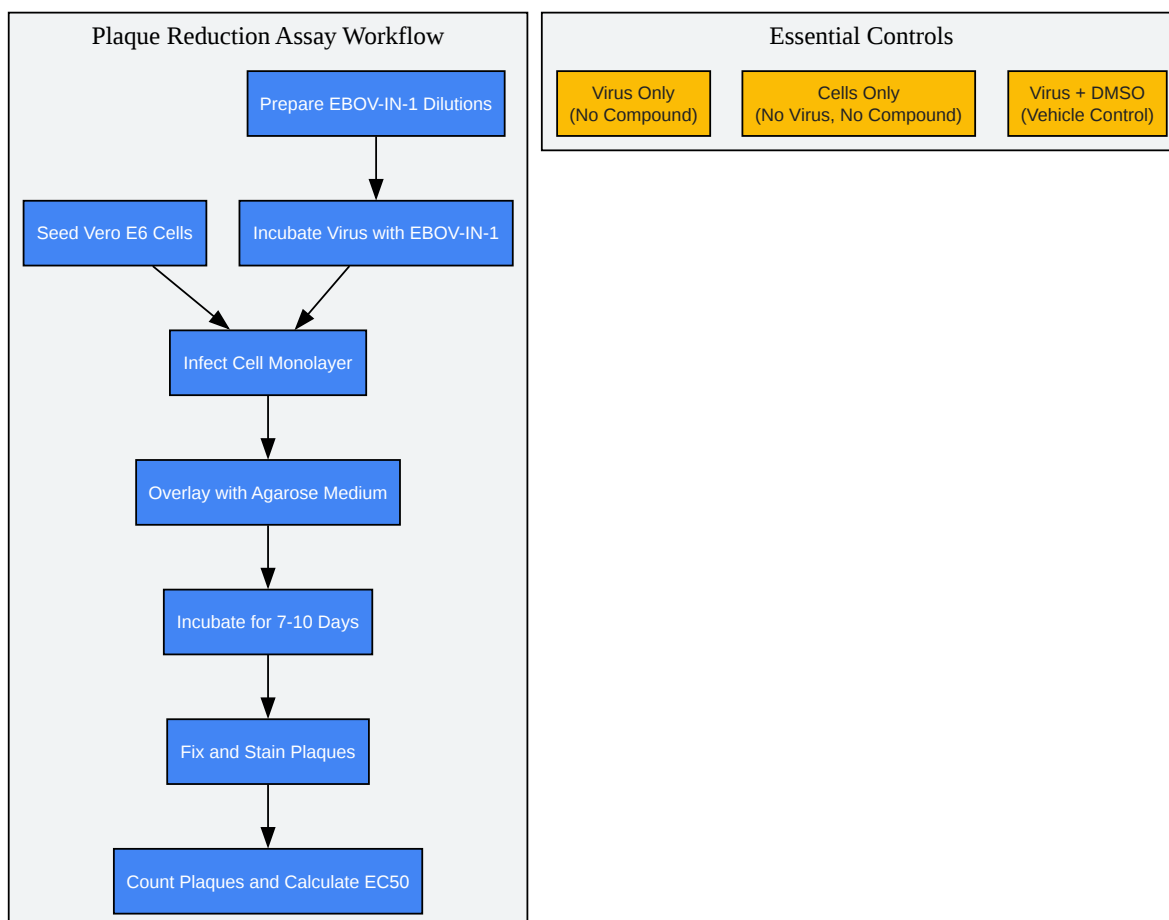 Plaque Reduction Assay Workflow
Prepare EBOV-IN-1 Dilutions
Seed Vero E6 Cells
Incubate Virus with EBOV-IN-1
Infect Cell Monolayer
Overlay with Agarose Medium
Incubate for 7-10 Days
Fix and Stain Plaques
Count Plaques and Calculate EC50
Essential Controls
Virus Only
(No Compound)
Cells Only
(No Virus, No Compound)
Virus + DMSO
(Vehicle Control)